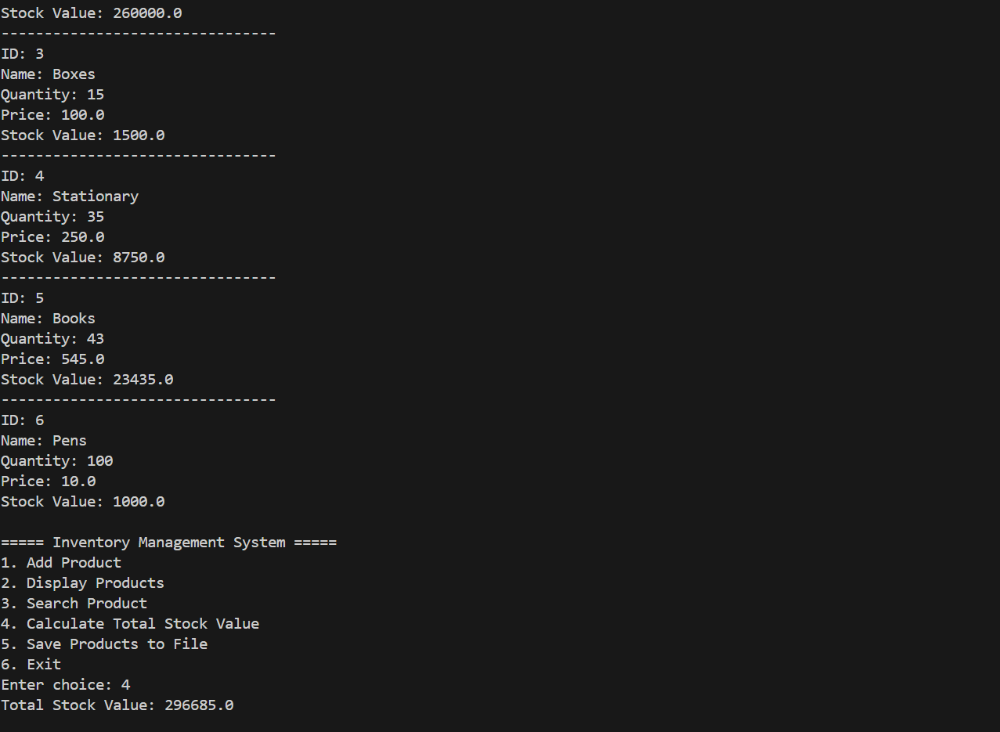 Stock Value: 260000.0
--------------------------------
ID: 3
Name: Boxes
Quantity: 15
Price: 100.0
Stock Value: 1500.0
--------------------------------
ID: 4
Name: Stationary
Quantity: 35
Price: 250.0
Stock Value: 8750.0
--------------------------------
ID: 5
Name: Books
Quantity: 43
Price: 545.0
Stock Value: 23435.0
--------------------------------
ID: 6
Name: Pens
Quantity: 100
Price: 10.0
Stock Value: 1000.0

===== Inventory Management System =====
1. Add Product
2. Display Products
3. Search Product
4. Calculate Total Stock Value
5. Save Products to File
6. Exit
Enter choice: 4
Total Stock Value: 296685.0